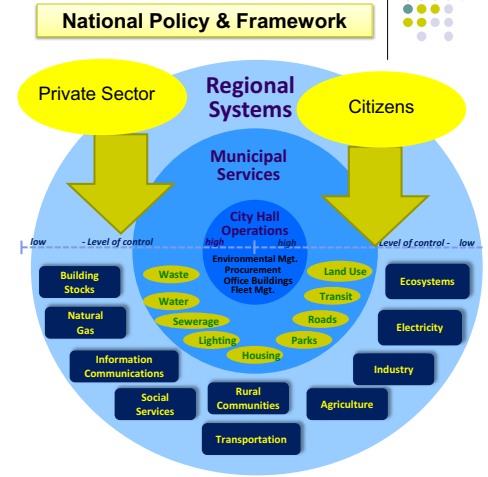 National Policy & Framework
Private Sector
Citizens
Regional
Systems
Municipal
Services
City Hall
Operations
low - Level of control high high Level of control - low
Environmental Mgt.
Procurement
Office Buildings
Fleet Mgt.
Building
Stocks
Natural
Gas
Information
Communications
Social
Services
Rural
Communities
Transportation
Agriculture
Industry
Electricity
Ecosystems
Waste
Water
Sewerage
Lighting
Housing
Parks
Roads
Transit
Land Use